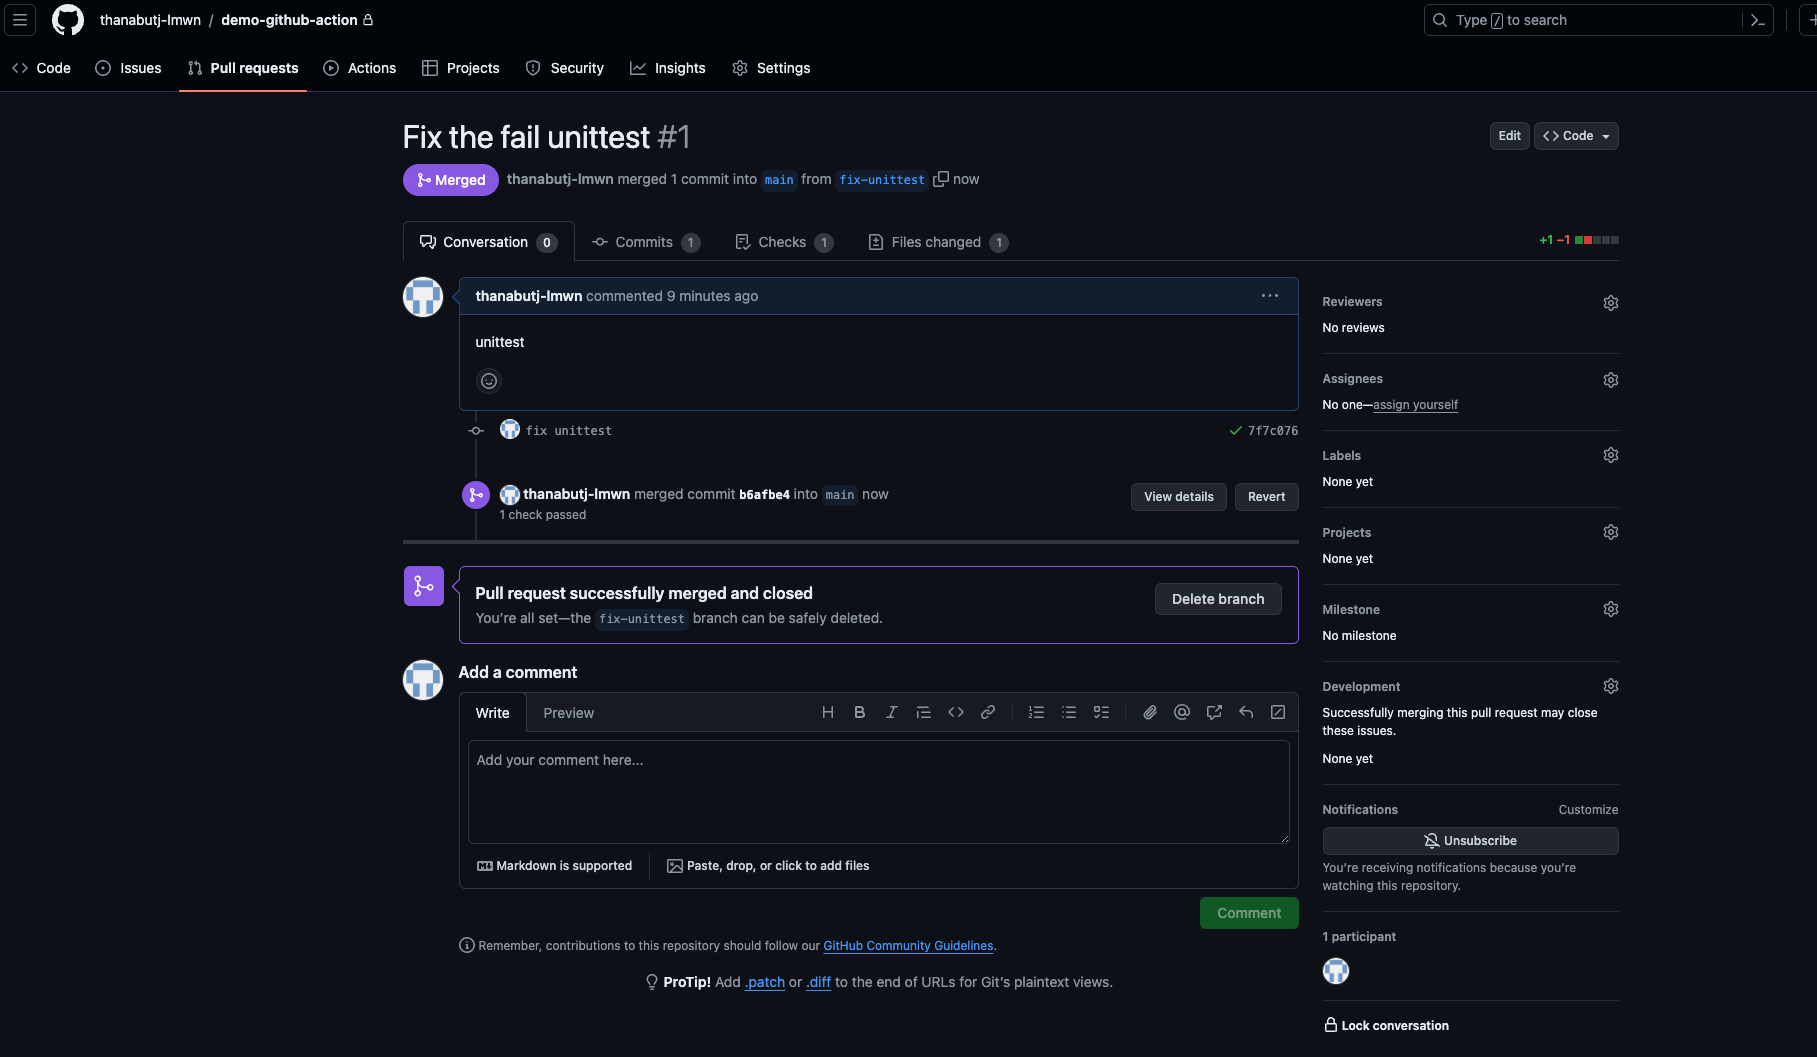 thanabutj-lmwn / demo-github-action
Type / to search
Code Issues Pull requests Actions Projects Security Insights Settings
Fix the fail unittest #1
Edit Code
Merged thanabutj-lmwn merged 1 commit into main from fix-unittest now
Conversation 0 Commits 1 Checks 1 Files changed 1
+1 −1
thanabutj-lmwn commented 9 minutes ago
unittest
fix unittest 7f7c076
thanabutj-lmwn merged commit b6afbe4 into main now
1 check passed
View details Revert
Pull request successfully merged and closed
You're all set—the fix-unittest branch can be safely deleted.
Delete branch
Add a comment
Write Preview
Add your comment here...
Markdown is supported Paste, drop, or click to add files
Comment
Remember, contributions to this repository should follow our GitHub Community Guidelines.
ProTip! Add .patch or .diff to the end of URLs for Git's plaintext views.
Reviewers
No reviews
Assignees
No one—assign yourself
Labels
None yet
Projects
None yet
Milestone
No milestone
Development
Successfully merging this pull request may close
these issues.
None yet
Notifications Customize
Unsubscribe
You're receiving notifications because you're
watching this repository.
1 participant
Lock conversation